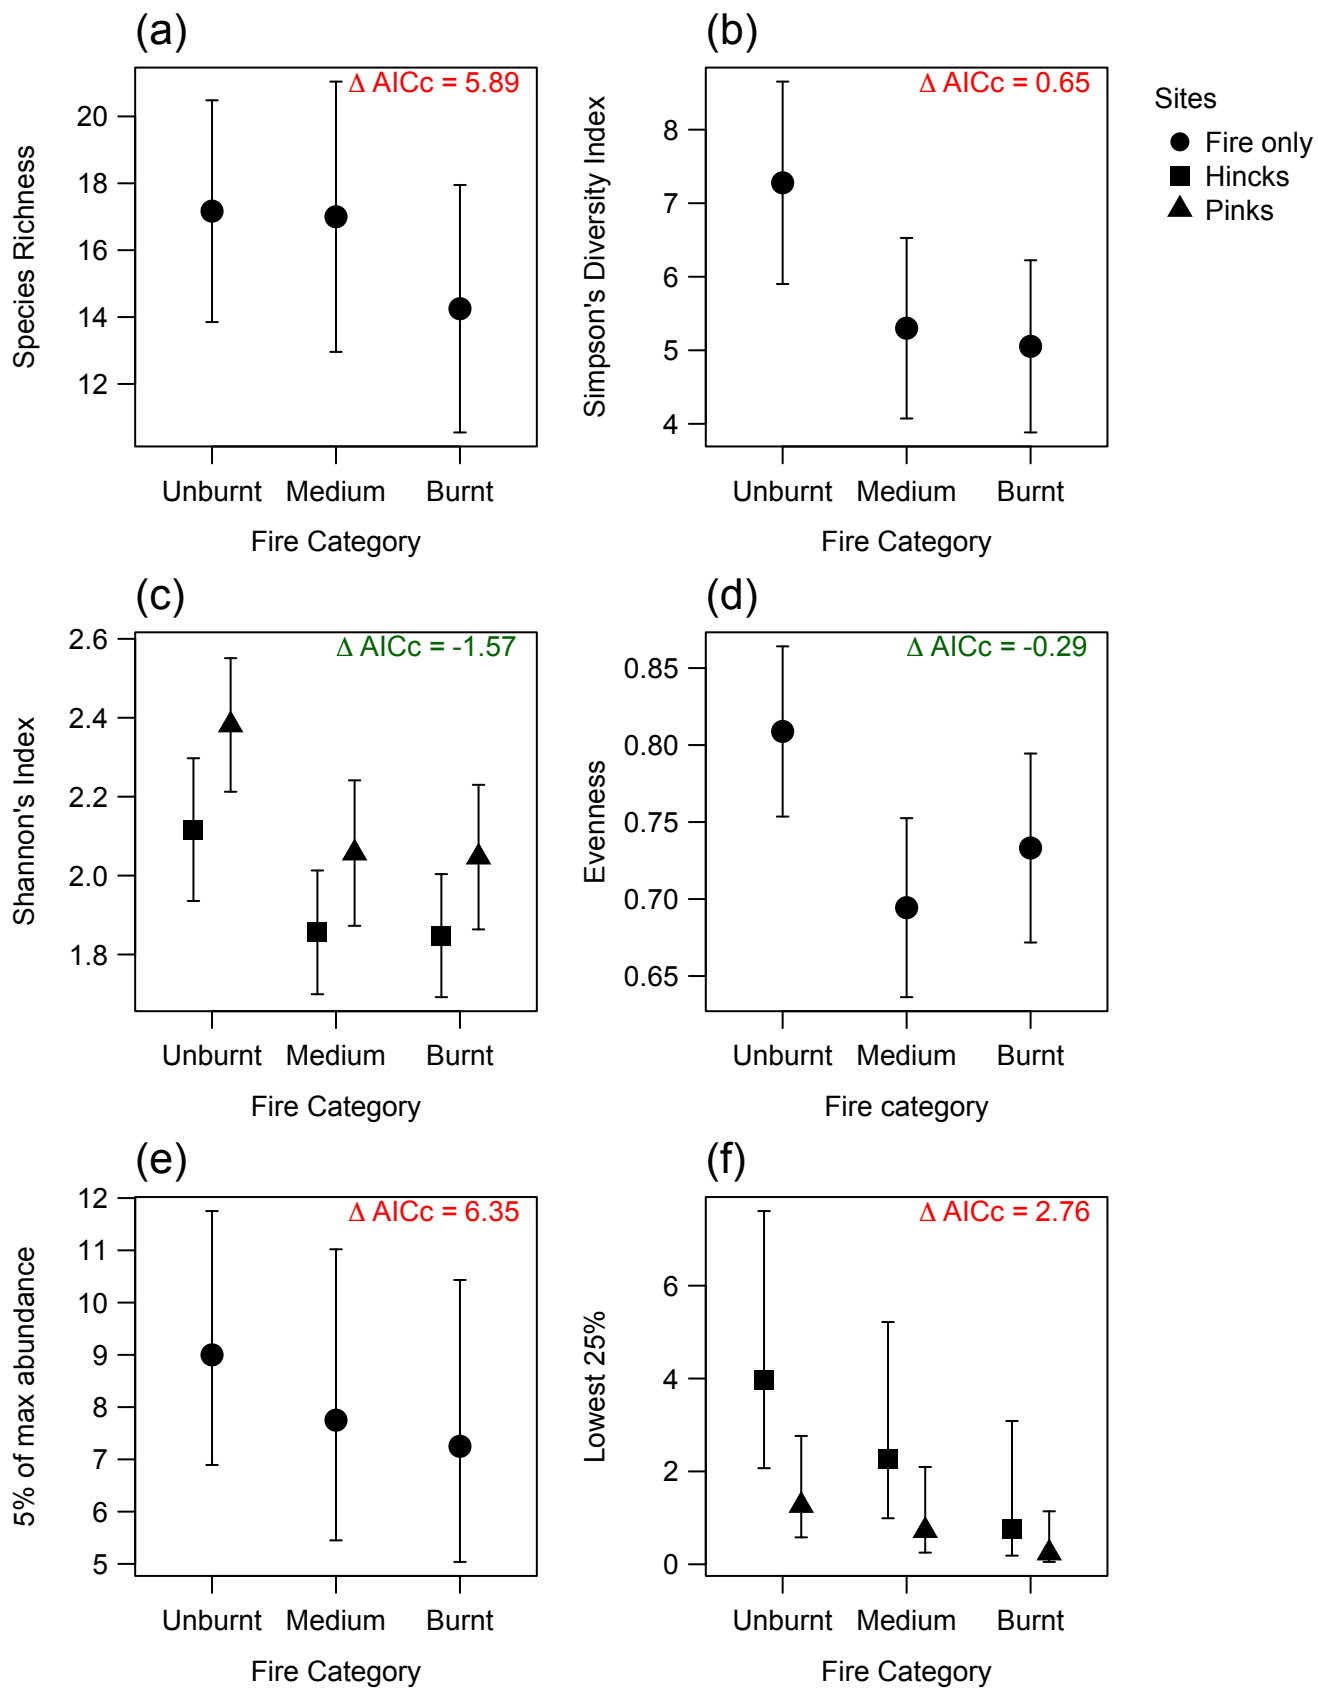 (a)
Δ AICc = 5.89
Species Richness
20
18
16
14
12
Unburnt Medium Burnt
Fire Category
(b)
Δ AICc = 0.65
Simpson's Diversity Index
8
7
6
5
4
Unburnt Medium Burnt
Fire Category
Sites
Fire only
Hincks
Pinks
(c)
Δ AICc = -1.57
Shannon's Index
2.6
2.4
2.2
2.0
1.8
Unburnt Medium Burnt
Fire Category
(d)
Δ AICc = -0.29
Evenness
0.85
0.80
0.75
0.70
0.65
Unburnt Medium Burnt
Fire category
(e)
Δ AICc = 6.35
5% of max abundance
12
11
10
9
8
7
6
5
Unburnt Medium Burnt
Fire Category
(f)
Δ AICc = 2.76
Lowest 25%
6
4
2
0
Unburnt Medium Burnt
Fire Category